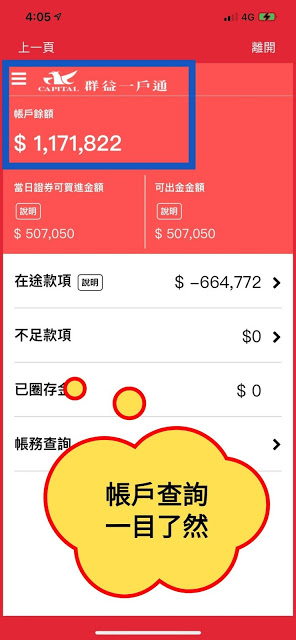 4:05
4G
上一頁
離開
CAPITAL 群益一戶通
帳戶餘額
$ 1,171,822
當日證券可買進金額
可出金金額
說明
說明
$ 507,050
$ 507,050
在途款項 說明 $ -664,772
不足款項 $0
已圈存金 $ 0
帳務查詢
帳戶查詢
一目了然